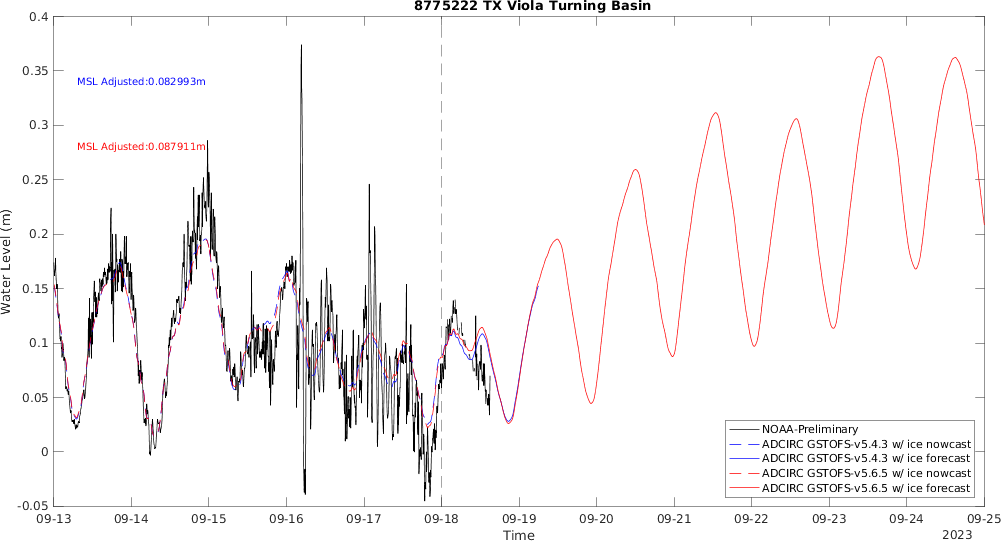 8775222 TX Viola Turning Basin
0.4
0.35
0.3
0.25
0.2
0.15
0.1
0.05
0
-0.05
Water Level (m)
MSL Adjusted:0.082993m
MSL Adjusted:0.087911m
NOAA-Preliminary
ADCIRC GSTOFS-v5.4.3 w/ ice nowcast
ADCIRC GSTOFS-v5.4.3 w/ ice forecast
ADCIRC GSTOFS-v5.6.5 w/ ice nowcast
ADCIRC GSTOFS-v5.6.5 w/ ice forecast
09-13 09-14 09-15 09-16 09-17 09-18 09-19 09-20 09-21 09-22 09-23 09-24 09-25
Time
2023